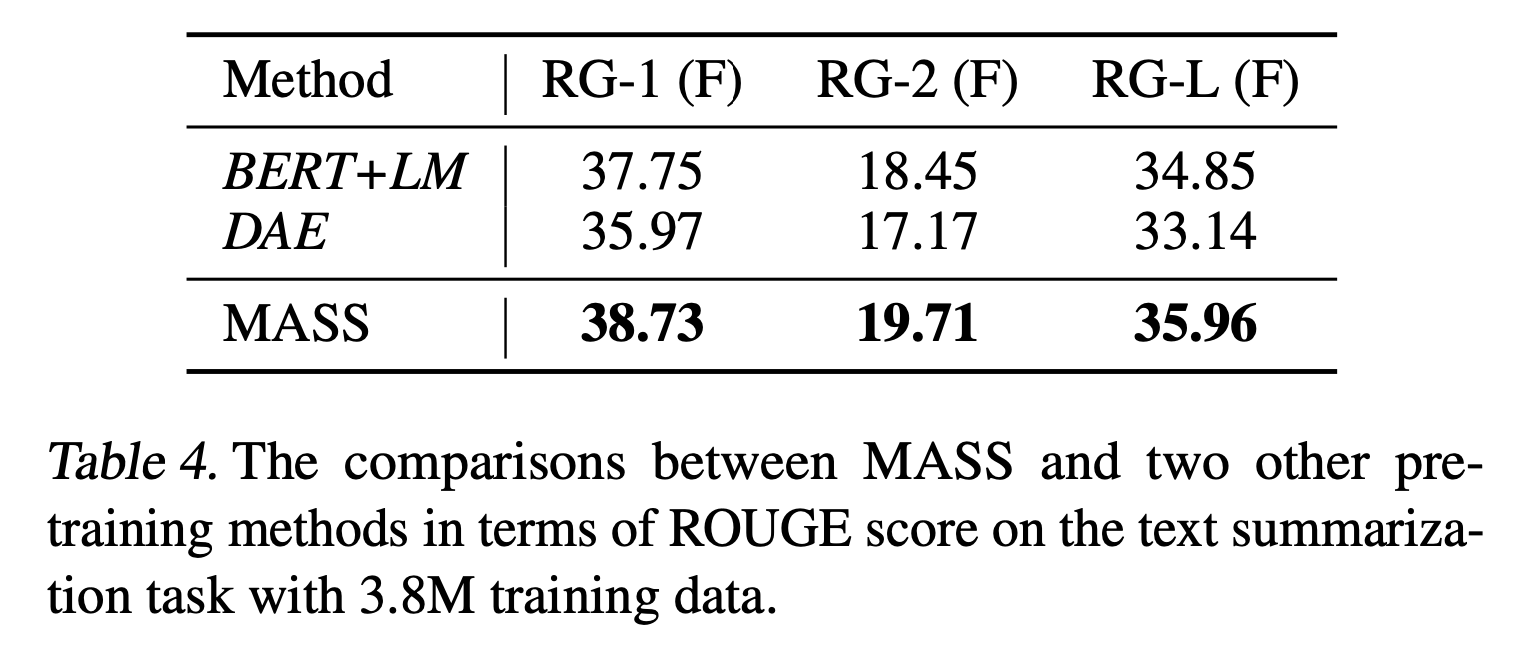 Method RG-1 (F) RG-2 (F) RG-L (F)
BERT+LM 37.75 18.45 34.85
DAE 35.97 17.17 33.14
MASS 38.73 19.71 35.96
Table 4. The comparisons between MASS and two other pre-
training methods in terms of ROUGE score on the text summariza-
tion task with 3.8M training data.